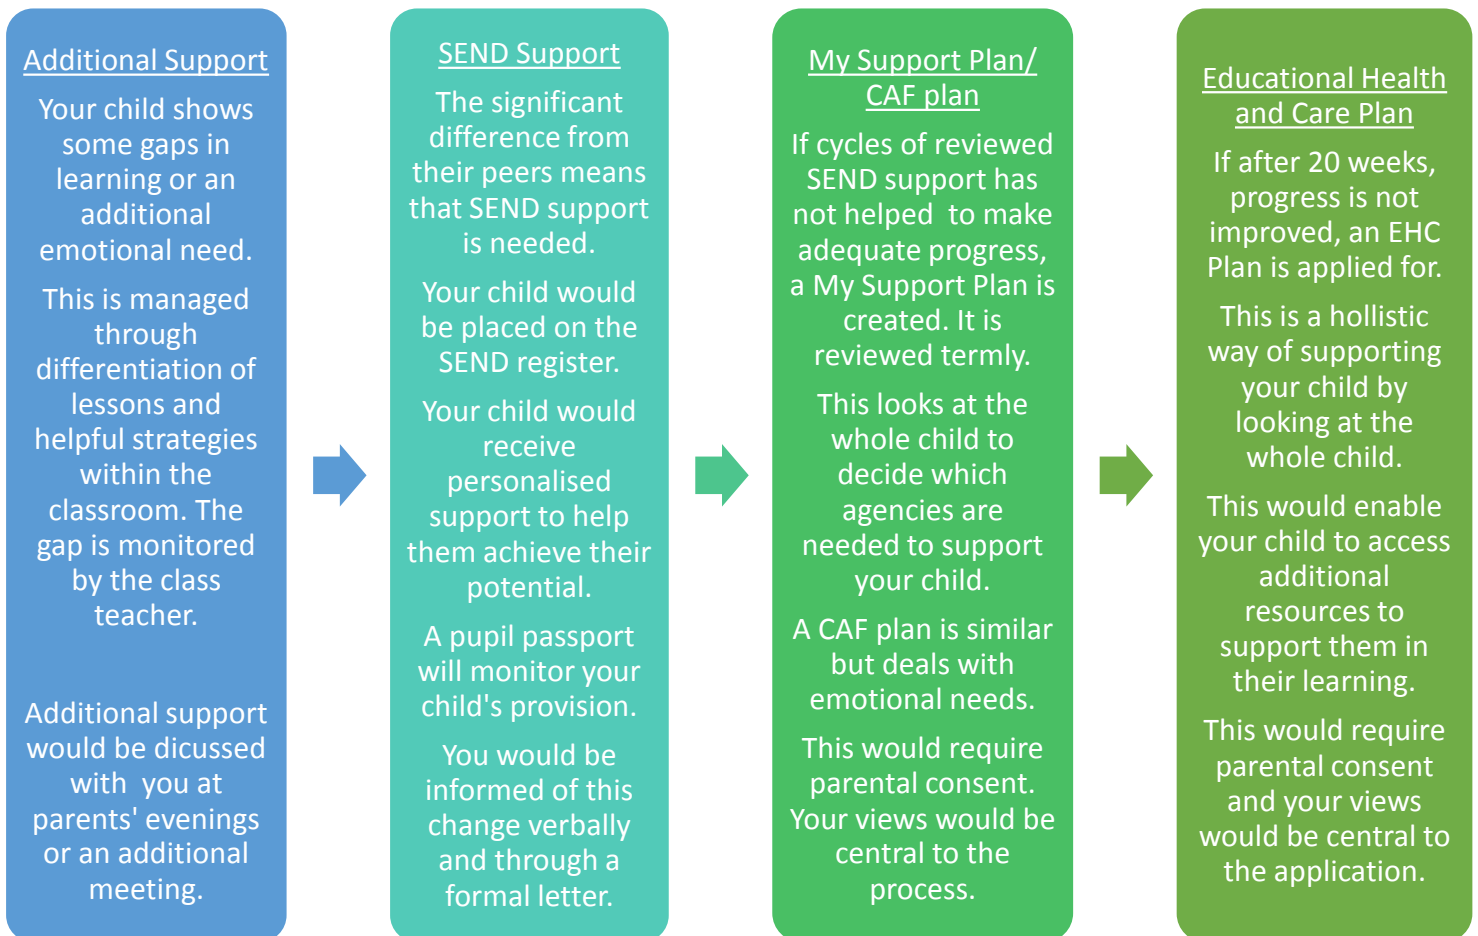 Additional Support
Your child shows
some gaps in
learning or an
additional
emotional need.
This is managed
through
differentiation of
lessons and
helpful strategies
within the
classroom. The
gap is monitored
by the class
teacher.
Additional support
would be dicussed
with  you at
parents' evenings
or an additional
meeting.
SEND Support
The significant
difference from
their peers means
that SEND support
is needed.
Your child would
be placed on the
SEND register.
Your child would
receive
personalised
support to help
them achieve their
potential.
A pupil passport
will monitor your
child's provision.
You would be
informed of this
change verbally
and through a
formal letter.
My Support Plan/
CAF plan
If cycles of reviewed
SEND support has
not helped  to make
adequate progress,
a My Support Plan is
created. It is
reviewed termly.
This looks at the
whole child to
decide which
agencies are
needed to support
your child.
A CAF plan is similar
but deals with
emotional needs.
This would require
parental consent.
Your views would be
central to the
process.
Educational Health
and Care Plan
If after 20 weeks,
progress is not
improved, an EHC
Plan is applied for.
This is a hollistic
way of supporting
your child by
looking at the
whole child.
This would enable
your child to access
additional
resources to
support them in
their learning.
This would require
parental consent
and your views
would be central to
the application.